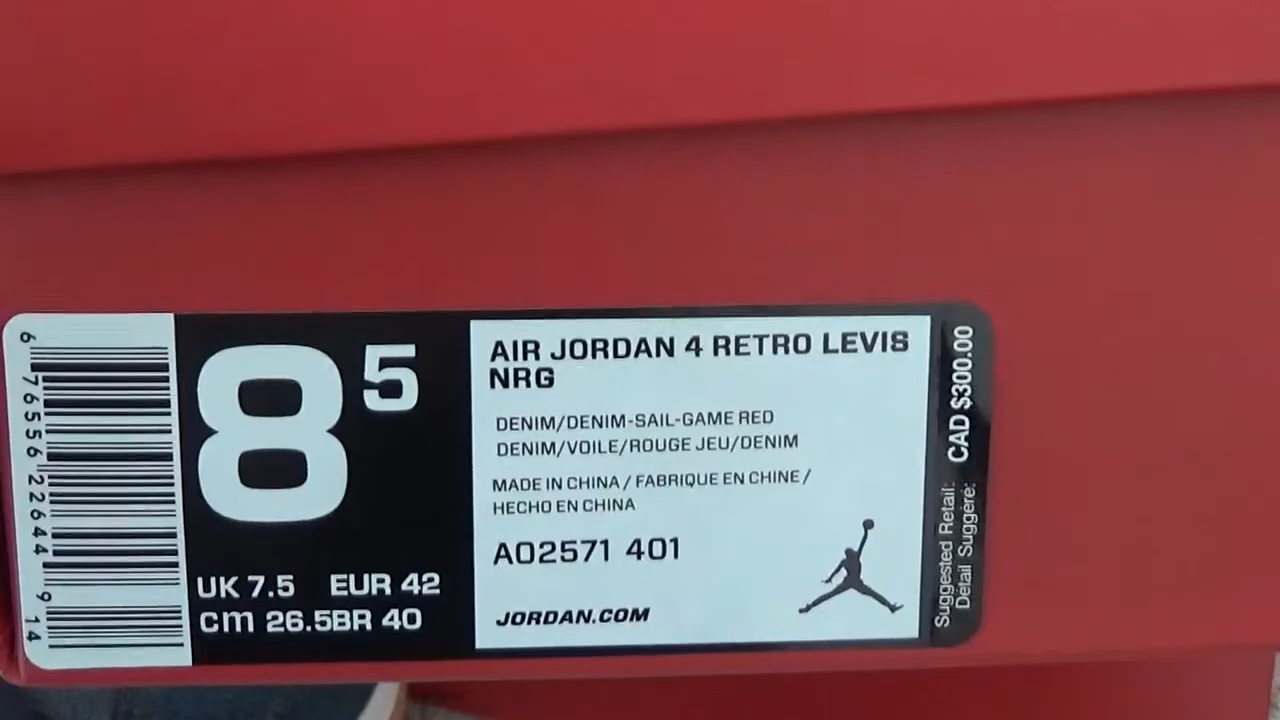 6 76556 22644 9 14
8 5
UK 7.5 EUR 42
cm 26.5BR 40
AIR JORDAN 4 RETRO LEVIS
NRG
DENIM/DENIM-SAIL-GAME RED
DENIM/VOILE/ROUGE JEU/DENIM
MADE IN CHINA / FABRIQUE EN CHINE /
HECHO EN CHINA
AO2571 401
JORDAN.COM
Suggested Retail: CAD $300.00
Détail Suggéré: